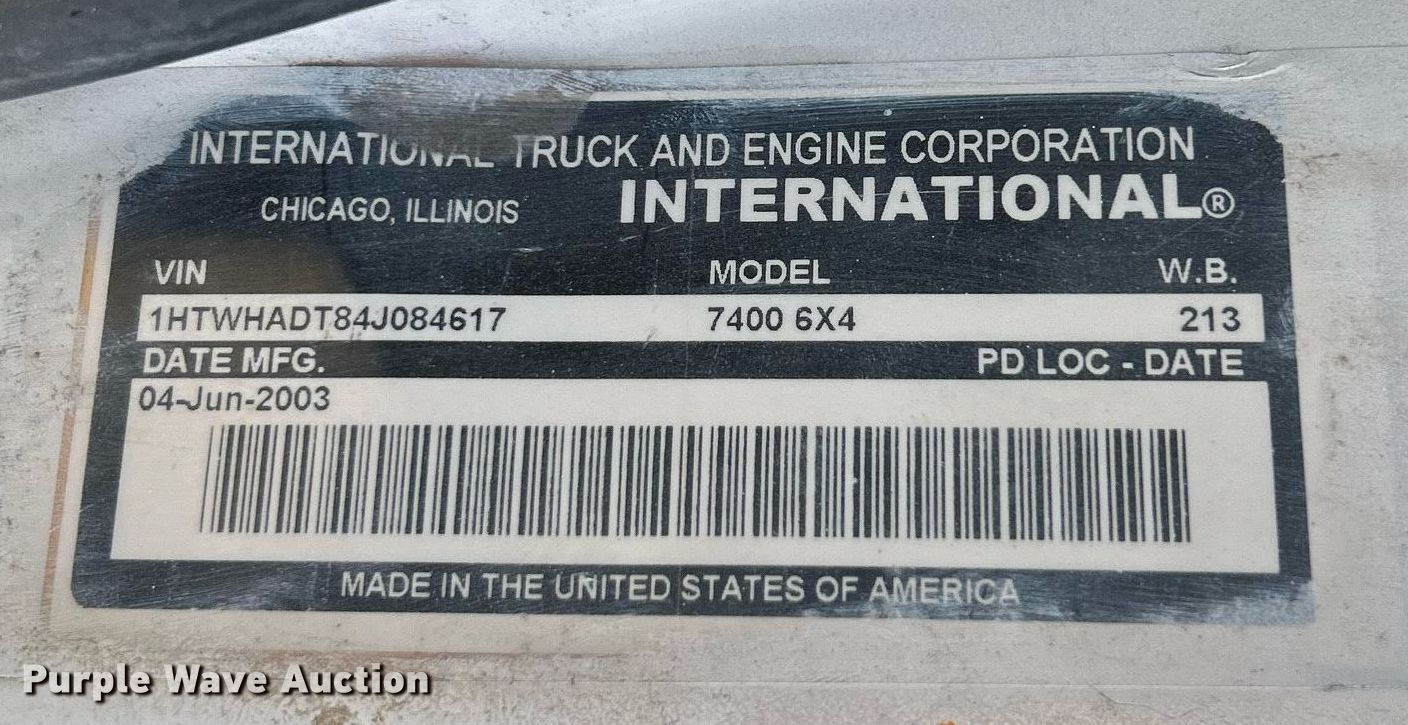 INTERNATIONAL TRUCK AND ENGINE CORPORATION
CHICAGO, ILLINOIS INTERNATIONAL®
VIN MODEL W.B.
1HTWHADT84J084617 7400 6X4 213
DATE MFG. PD LOC - DATE
04-Jun-2003
MADE IN THE UNITED STATES OF AMERICA
Purple Wave Auction